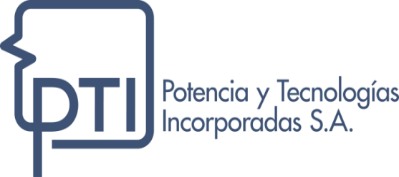 PTI
Potencia y Tecnologías
Incorporadas S.A.